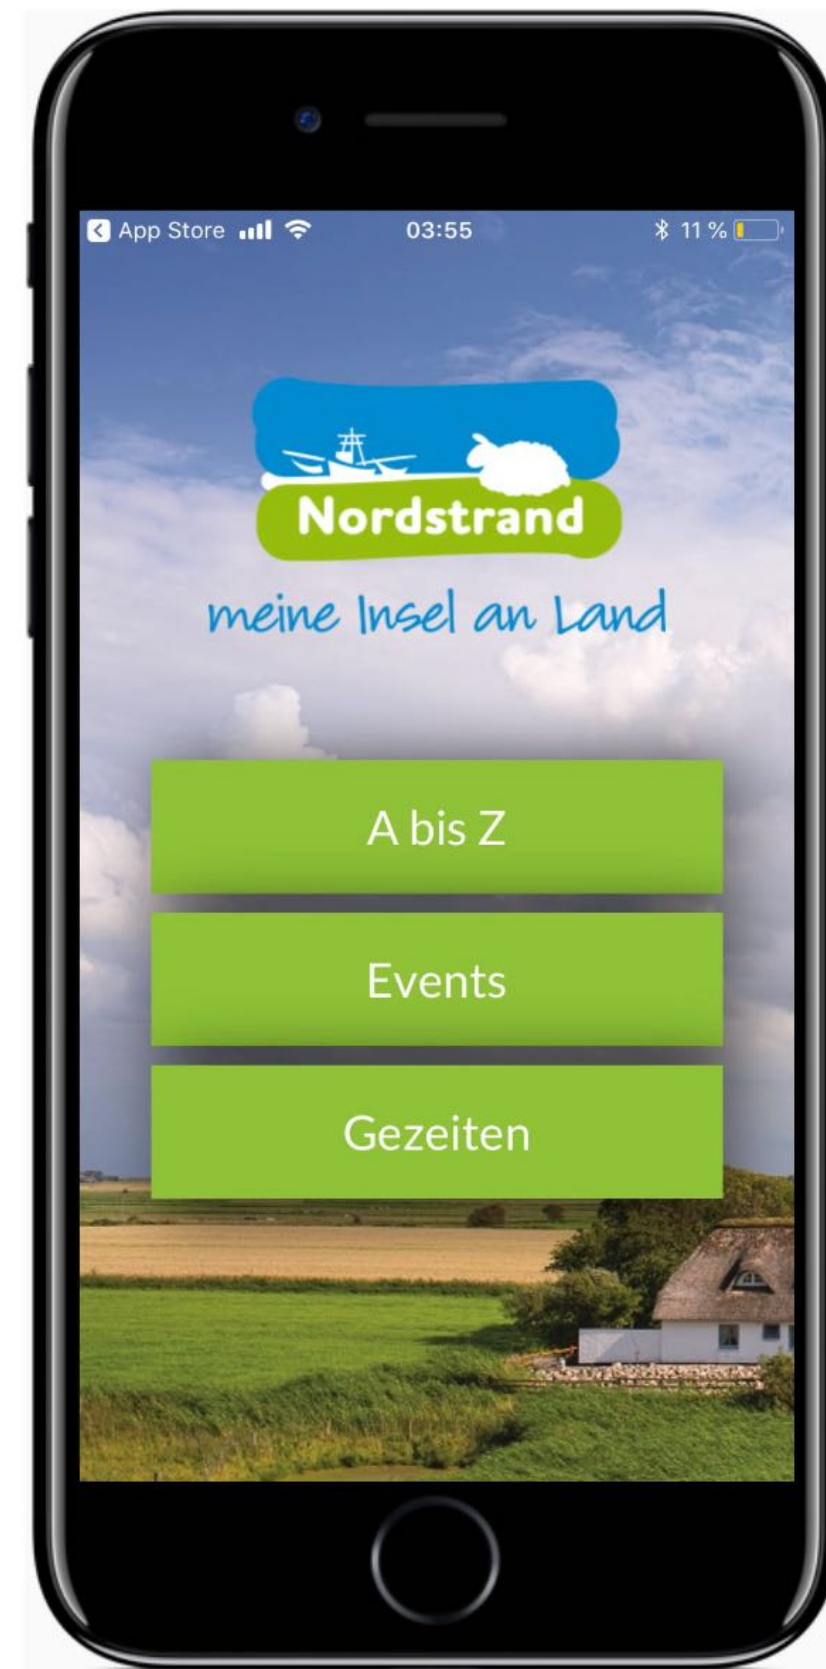 App Store 03:55 11 %
Nordstrand
meine Insel an Land
A bis Z
Events
Gezeiten